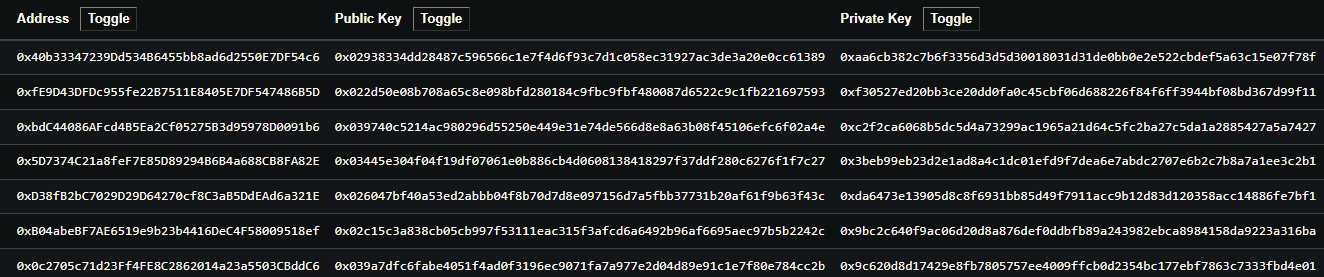 Address Toggle Public Key Toggle Private Key Toggle
0x40b33347239Dd534B6455bb8ad6d2550E7DF54c6 0x02938334dd28487c596566c1e7f4d6f93c7d1c058ec31927ac3de3a20e0cc61389 0xaa6cb382c7b6f3356d3d5d30018031d31de0bb0e2e522cbdef5a63c15e07f78f
0xfE9D43DFDc955fe22B7511E8405E7DF547486B5D 0x022d50e08b708a65c8e098bfd280184c9fbc9fbf480087d6522c9c1fb221697593 0xf30527ed20bb3ce20dd0fa0c45cbf06d688226f84f6ff3944bf08bd367d99f11
0xbdC44086AFcd4B5Ea2Cf05275B3d95978D0091b6 0x039740c5214ac980296d55250e449e31e74de566d8e8a63b08f45106efc6f02a4e 0xc2f2ca6068b5dc5d4a73299ac1965a21d64c5fc2ba27c5da1a2885427a5a7427
0x5D7374C21a8feF7E85D89294B6B4a688CB8FA82E 0x03445e304f04f19df07061e0b886cb4d0608138418297f37ddf280c6276f1f7c27 0x3beb99eb23d2e1ad8a4c1dc01efd9f7dea6e7abdc2707e6b2c7b8a7a1ee3c2b1
0xD38fB2bC7029D29D64270cf8C3aB5DdEAd6a321E 0x026047bf40a53ed2abbb04f8b70d7d8e097156d7a5fbb37731b20af61f9b63f43c 0xda6473e13905d8c8f6931bb85d49f7911acc9b12d83d120358acc14886fe7bf1
0xB04abeBF7AE6519e9b23b4416DeC4F58009518ef 0x02c15c3a838cb05cb997f53111eac315f3afcd6a6492b96af6695aec97b5b2242c 0x9bc2c640f9ac06d20d8a876def0ddbfb89a243982ebca8984158da9223a316ba
0x0c2705c71d23Ff4FE8C2862014a23a5503CBddC6 0x039a7dfc6fabe4051f4ad0f3196ec9071fa7a977e2d04d89e91c1e7f80e784cc2b 0x9c620d8d17429e8fb7805757ee4009ffcb0d2354bc177ebf7863c7333fbd4e01